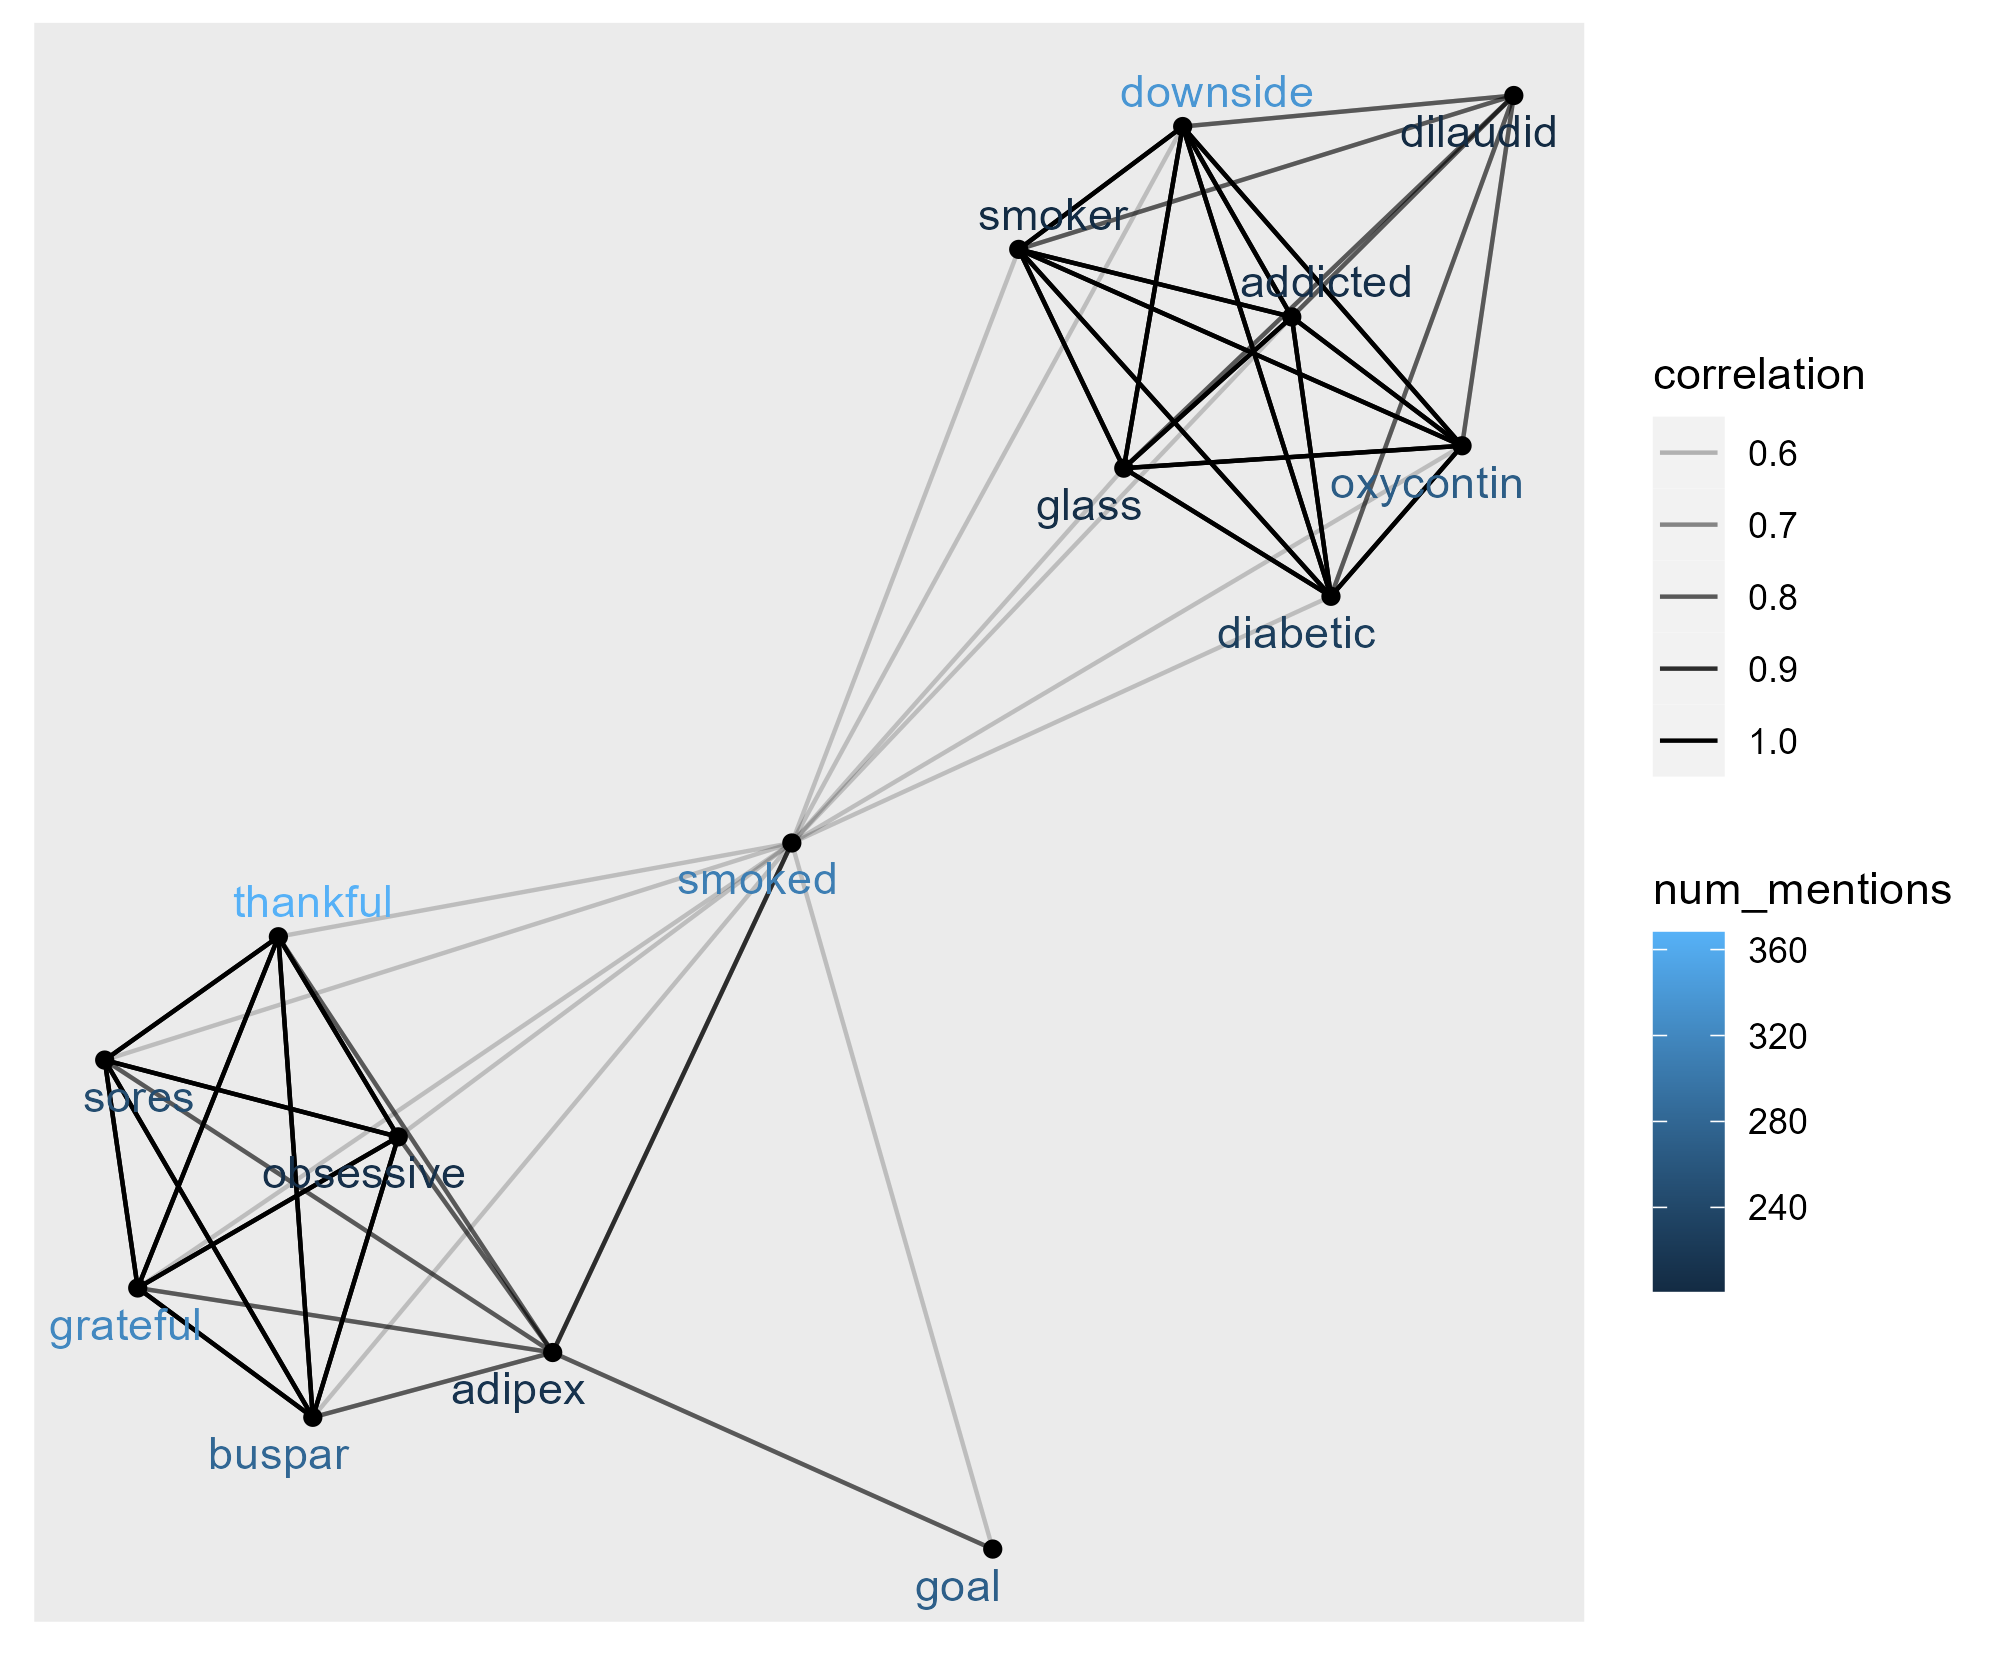 downside
dilaudid
smoker
addicted
oxycontin
glass
diabetic
smoked
thankful
sores
obsessive
grateful
adipex
buspar
goal
correlation
0.6
0.7
0.8
0.9
1.0
num_mentions
360
320
280
240